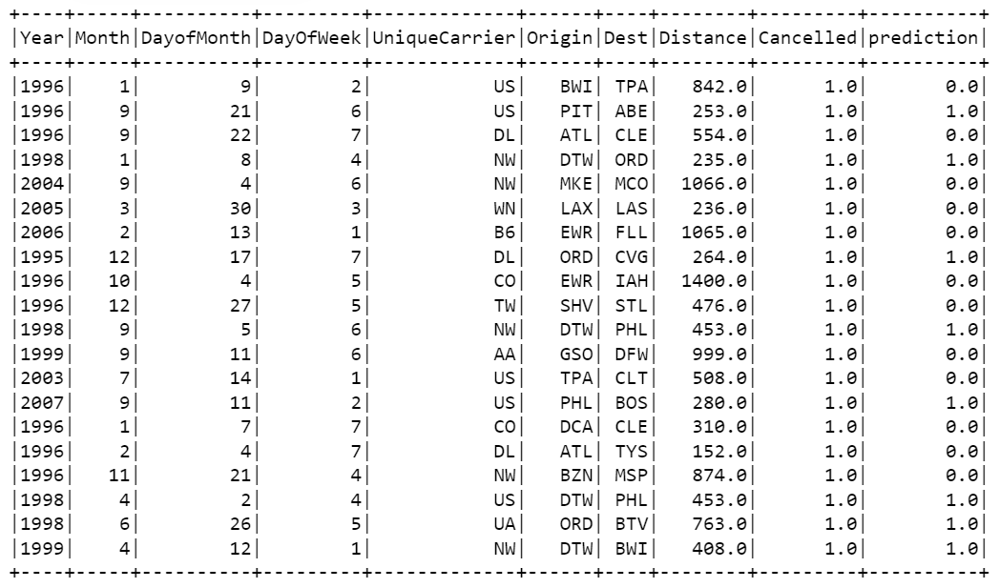 +----+-----+----------+---------+-------------+------+----+--------+---------+----------+
|Year|Month|DayofMonth|DayOfWeek|UniqueCarrier|Origin|Dest|Distance|Cancelled|prediction|
+----+-----+----------+---------+-------------+------+----+--------+---------+----------+
|1996|    1|         9|        2|           US|   BWI| TPA|   842.0|      1.0|       0.0|
|1996|    9|        21|        6|           US|   PIT| ABE|   253.0|      1.0|       1.0|
|1996|    9|        22|        7|           DL|   ATL| CLE|   554.0|      1.0|       0.0|
|1998|    1|         8|        4|           NW|   DTW| ORD|   235.0|      1.0|       1.0|
|2004|    9|         4|        6|           NW|   MKE| MCO|  1066.0|      1.0|       0.0|
|2005|    3|        30|        3|           WN|   LAX| LAS|   236.0|      1.0|       0.0|
|2006|    2|        13|        1|           B6|   EWR| FLL|  1065.0|      1.0|       0.0|
|1995|   12|        17|        7|           DL|   ORD| CVG|   264.0|      1.0|       1.0|
|1996|   10|         4|        5|           CO|   EWR| IAH|  1400.0|      1.0|       0.0|
|1996|   12|        27|        5|           TW|   SHV| STL|   476.0|      1.0|       0.0|
|1998|    9|         5|        6|           NW|   DTW| PHL|   453.0|      1.0|       1.0|
|1999|    9|        11|        6|           AA|   GSO| DFW|   999.0|      1.0|       0.0|
|2003|    7|        14|        1|           US|   TPA| CLT|   508.0|      1.0|       0.0|
|2007|    9|        11|        2|           US|   PHL| BOS|   280.0|      1.0|       1.0|
|1996|    1|         7|        7|           CO|   DCA| CLE|   310.0|      1.0|       0.0|
|1996|    2|         4|        7|           DL|   ATL| TYS|   152.0|      1.0|       0.0|
|1996|   11|        21|        4|           NW|   BZN| MSP|   874.0|      1.0|       0.0|
|1998|    4|         2|        4|           US|   DTW| PHL|   453.0|      1.0|       1.0|
|1998|    6|        26|        5|           UA|   ORD| BTV|   763.0|      1.0|       1.0|
|1999|    4|        12|        1|           NW|   DTW| BWI|   408.0|      1.0|       1.0|
+----+-----+----------+---------+-------------+------+----+--------+---------+----------+